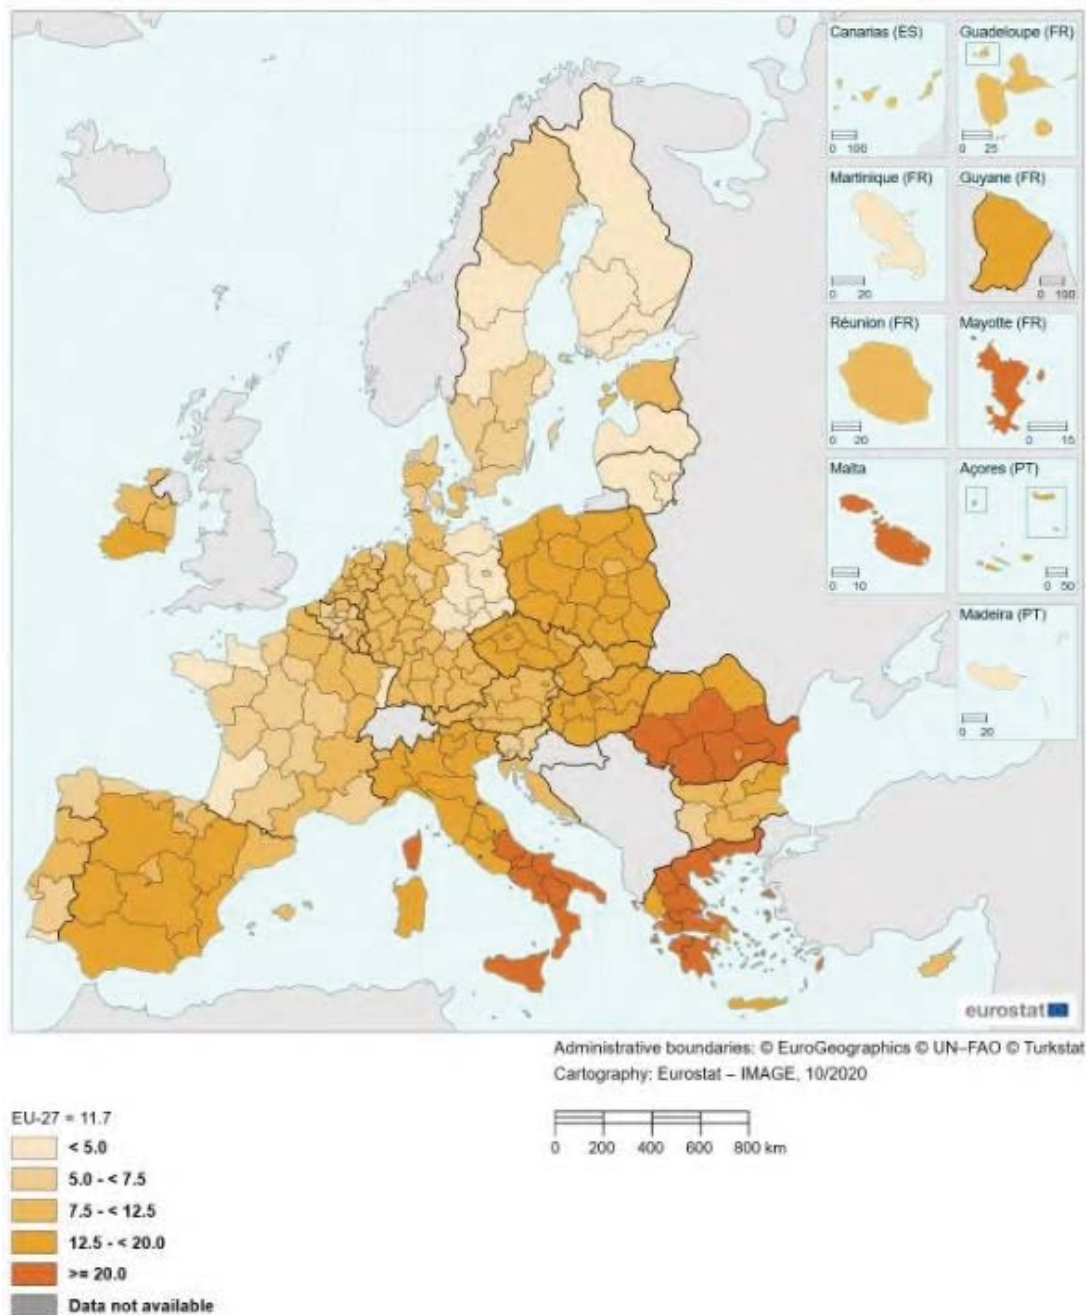 Canarias (ES)
0 100
Guadeloupe (FR)
0 25
Martinique (FR)
0 20
Guyane (FR)
0 100
Réunion (FR)
0 20
Mayotte (FR)
0 15
Malta
0 10
Açores (PT)
0 50
Madeira (PT)
0 20
eurostat
Administrative boundaries: © EuroGeographics © UN–FAO © Turkstat
Cartography: Eurostat – IMAGE, 10/2020
0 200 400 600 800 km
EU-27 = 11.7
< 5.0
5.0 - < 7.5
7.5 - < 12.5
12.5 - < 20.0
>= 20.0
Data not available